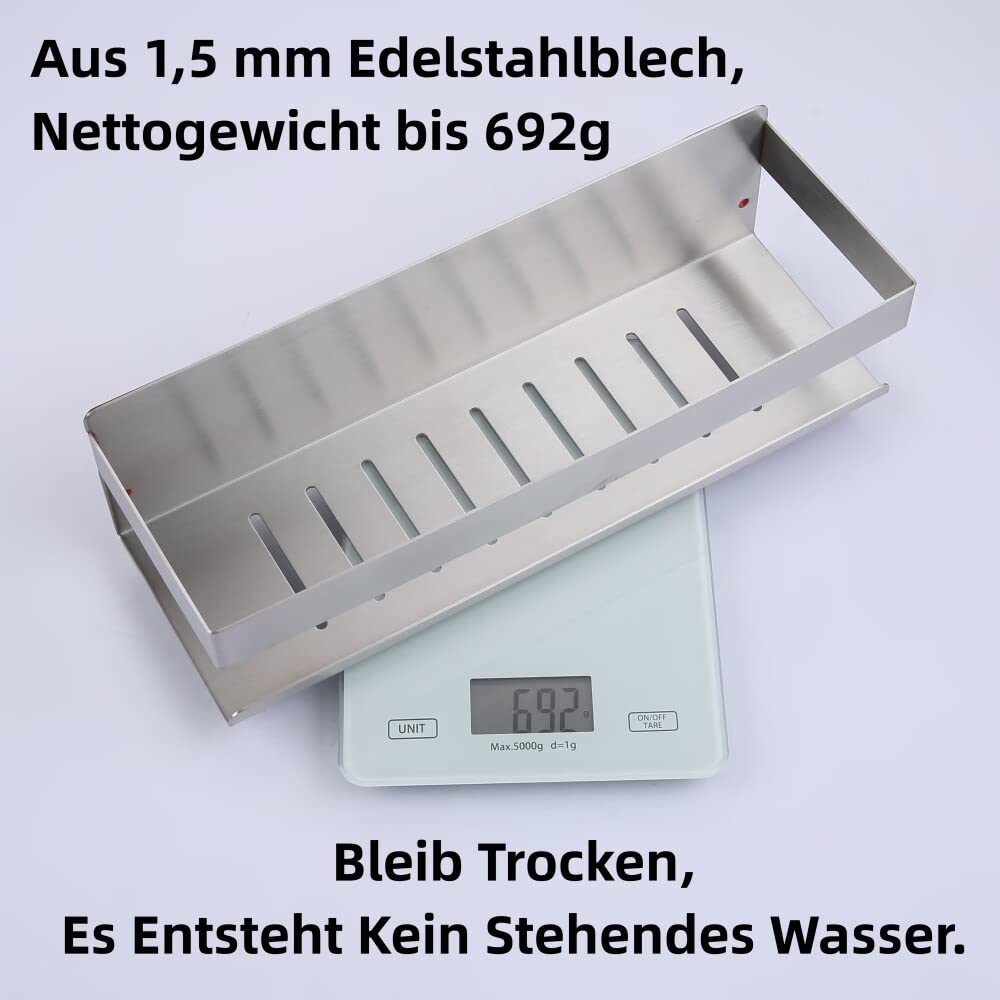 Aus 1,5 mm Edelstahlblech,
Nettogewicht bis 692g
692g
UNIT
ON/OFF
TARE
Max.5000g d=1g
Bleib Trocken,
Es Entsteht Kein Stehendes Wasser.